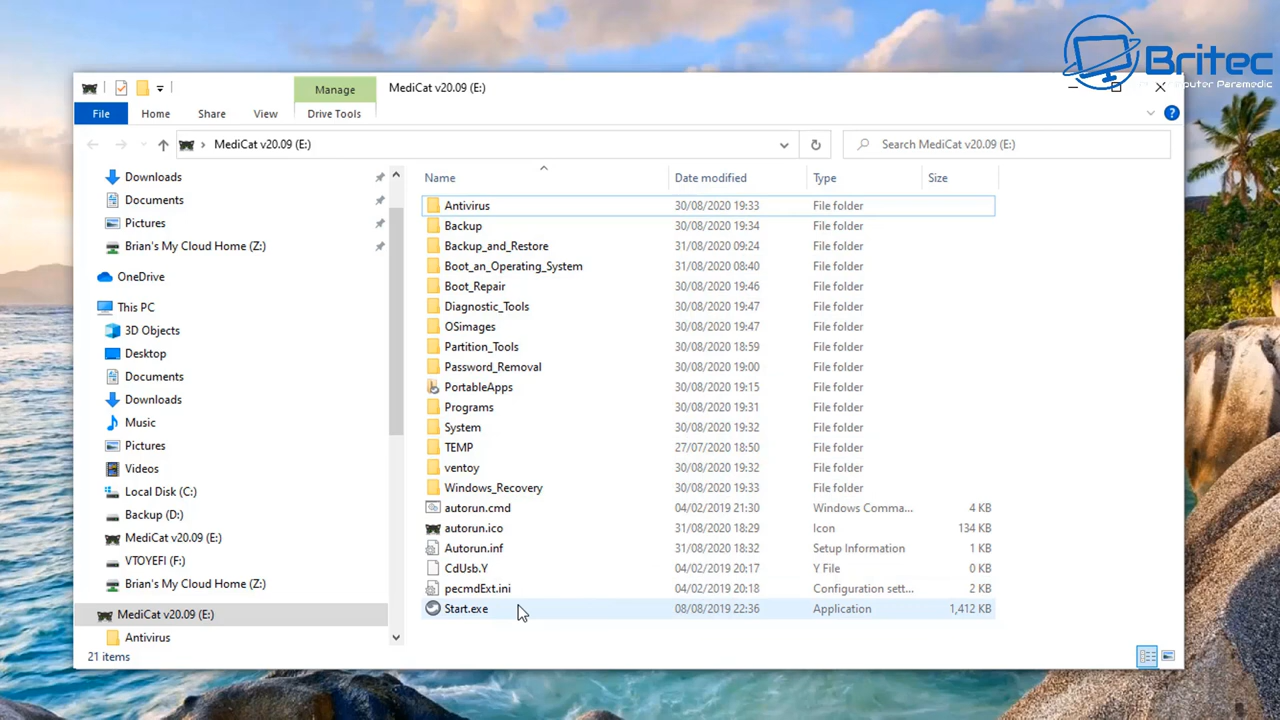 Britec
Computer Paramedic
Manage
MediCat v20.09 (E:)
File
Home
Share
View
Drive Tools
MediCat v20.09 (E:)
Search MediCat v20.09 (E:)
Downloads
Documents
Pictures
Brian's My Cloud Home (Z:)
OneDrive
This PC
3D Objects
Desktop
Documents
Downloads
Music
Pictures
Videos
Local Disk (C:)
Backup (D:)
MediCat v20.09 (E:)
VTOYEFI (F:)
Brian's My Cloud Home (Z:)
MediCat v20.09 (E:)
Antivirus
Name Date modified Type Size
Antivirus 30/08/2020 19:33 File folder
Backup 30/08/2020 19:34 File folder
Backup_and_Restore 31/08/2020 09:24 File folder
Boot_an_Operating_System 31/08/2020 08:40 File folder
Boot_Repair 30/08/2020 19:46 File folder
Diagnostic_Tools 30/08/2020 19:47 File folder
OSimages 30/08/2020 19:47 File folder
Partition_Tools 30/08/2020 18:59 File folder
Password_Removal 30/08/2020 19:00 File folder
PortableApps 30/08/2020 19:15 File folder
Programs 30/08/2020 19:31 File folder
System 30/08/2020 19:32 File folder
TEMP 27/07/2020 18:50 File folder
ventoy 30/08/2020 19:32 File folder
Windows_Recovery 30/08/2020 19:33 File folder
autorun.cmd 04/02/2019 21:30 Windows Comma... 4 KB
autorun.ico 31/08/2020 18:29 Icon 134 KB
Autorun.inf 31/08/2020 18:32 Setup Information 1 KB
CdUsb.Y 04/02/2019 20:17 Y File 0 KB
pecmdExt.ini 04/02/2019 20:18 Configuration sett... 2 KB
Start.exe 08/08/2019 22:36 Application 1,412 KB
21 items